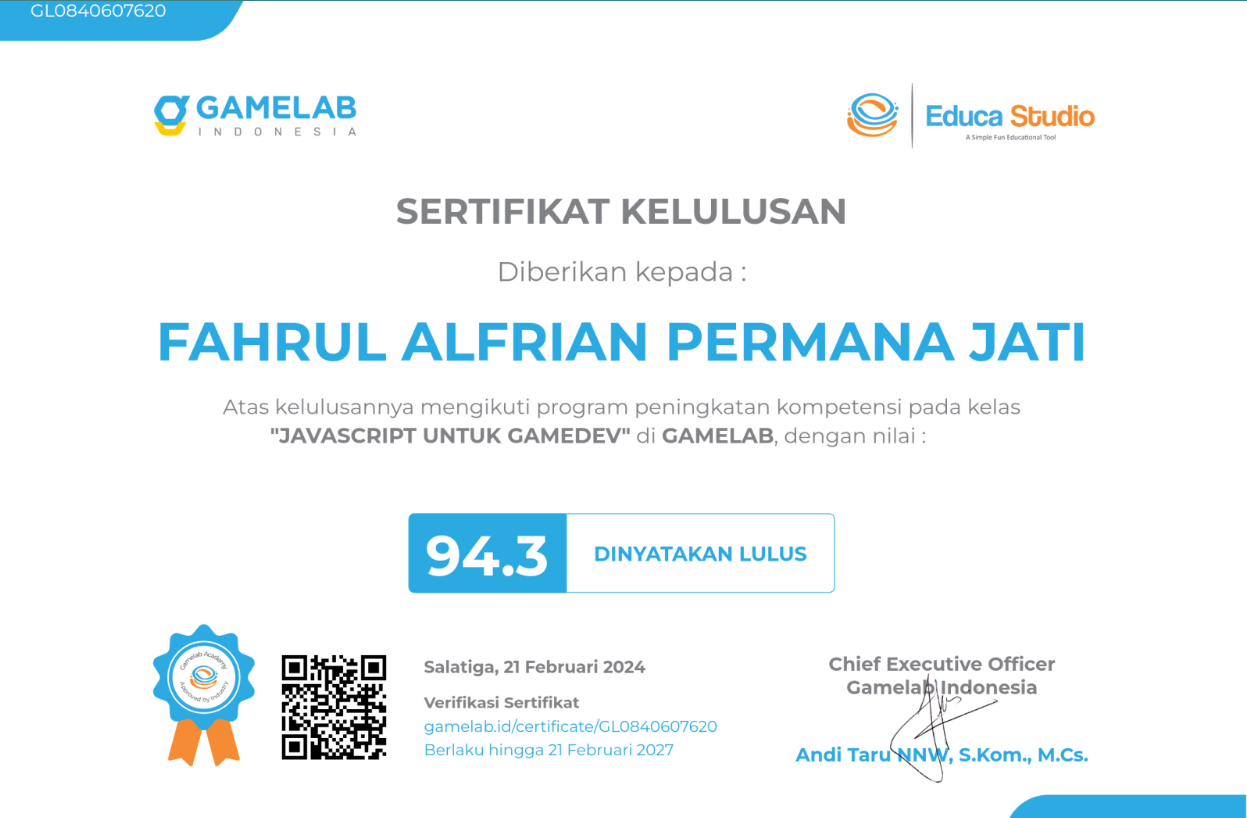 GL0840607620
GAMELAB
INDONESIA
Educa Studio
A Simple Fun Educational Tool
SERTIFIKAT KELULUSAN
Diberikan kepada :
FAHRUL ALFRIAN PERMANA JATI
Atas kelulusannya mengikuti program peningkatan kompetensi pada kelas
"JAVASCRIPT UNTUK GAMEDEV" di GAMELAB, dengan nilai :
94.3
DINYATAKAN LULUS
Gamelab Academy
Approved by Industry
Salatiga, 21 Februari 2024
Verifikasi Sertifikat
gamelab.id/certificate/GL0840607620
Berlaku hingga 21 Februari 2027
Chief Executive Officer
Gamelab Indonesia
Andi Taru NNW, S.Kom., M.Cs.